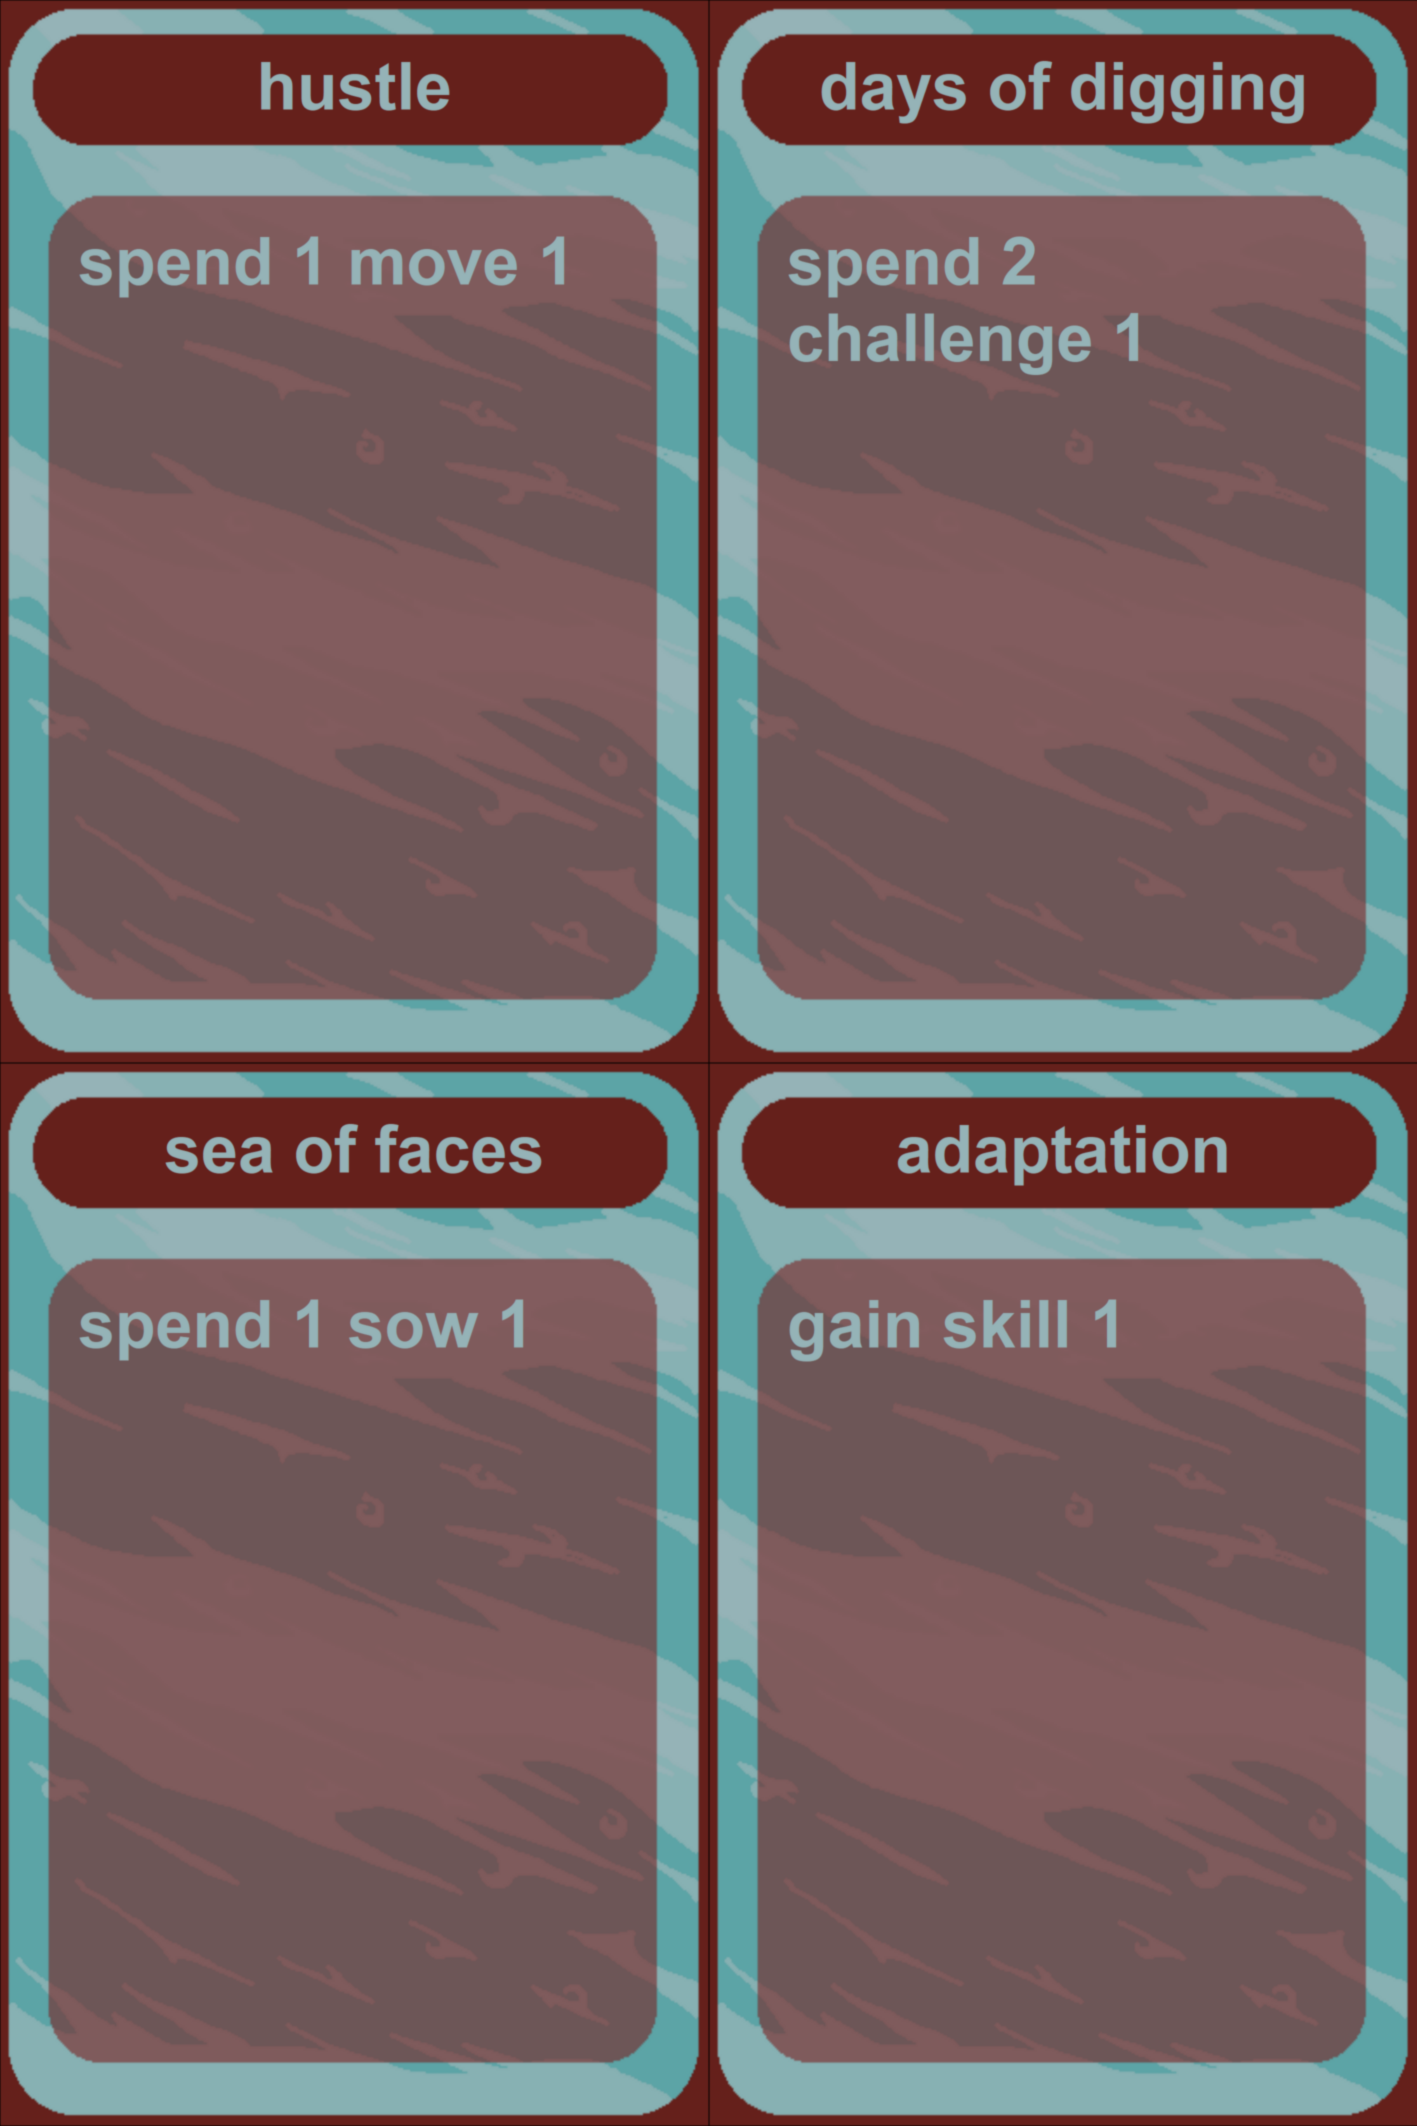 hustle
spend 1 move 1
days of digging
spend 2
challenge 1
sea of faces
spend 1 sow 1
adaptation
gain skill 1